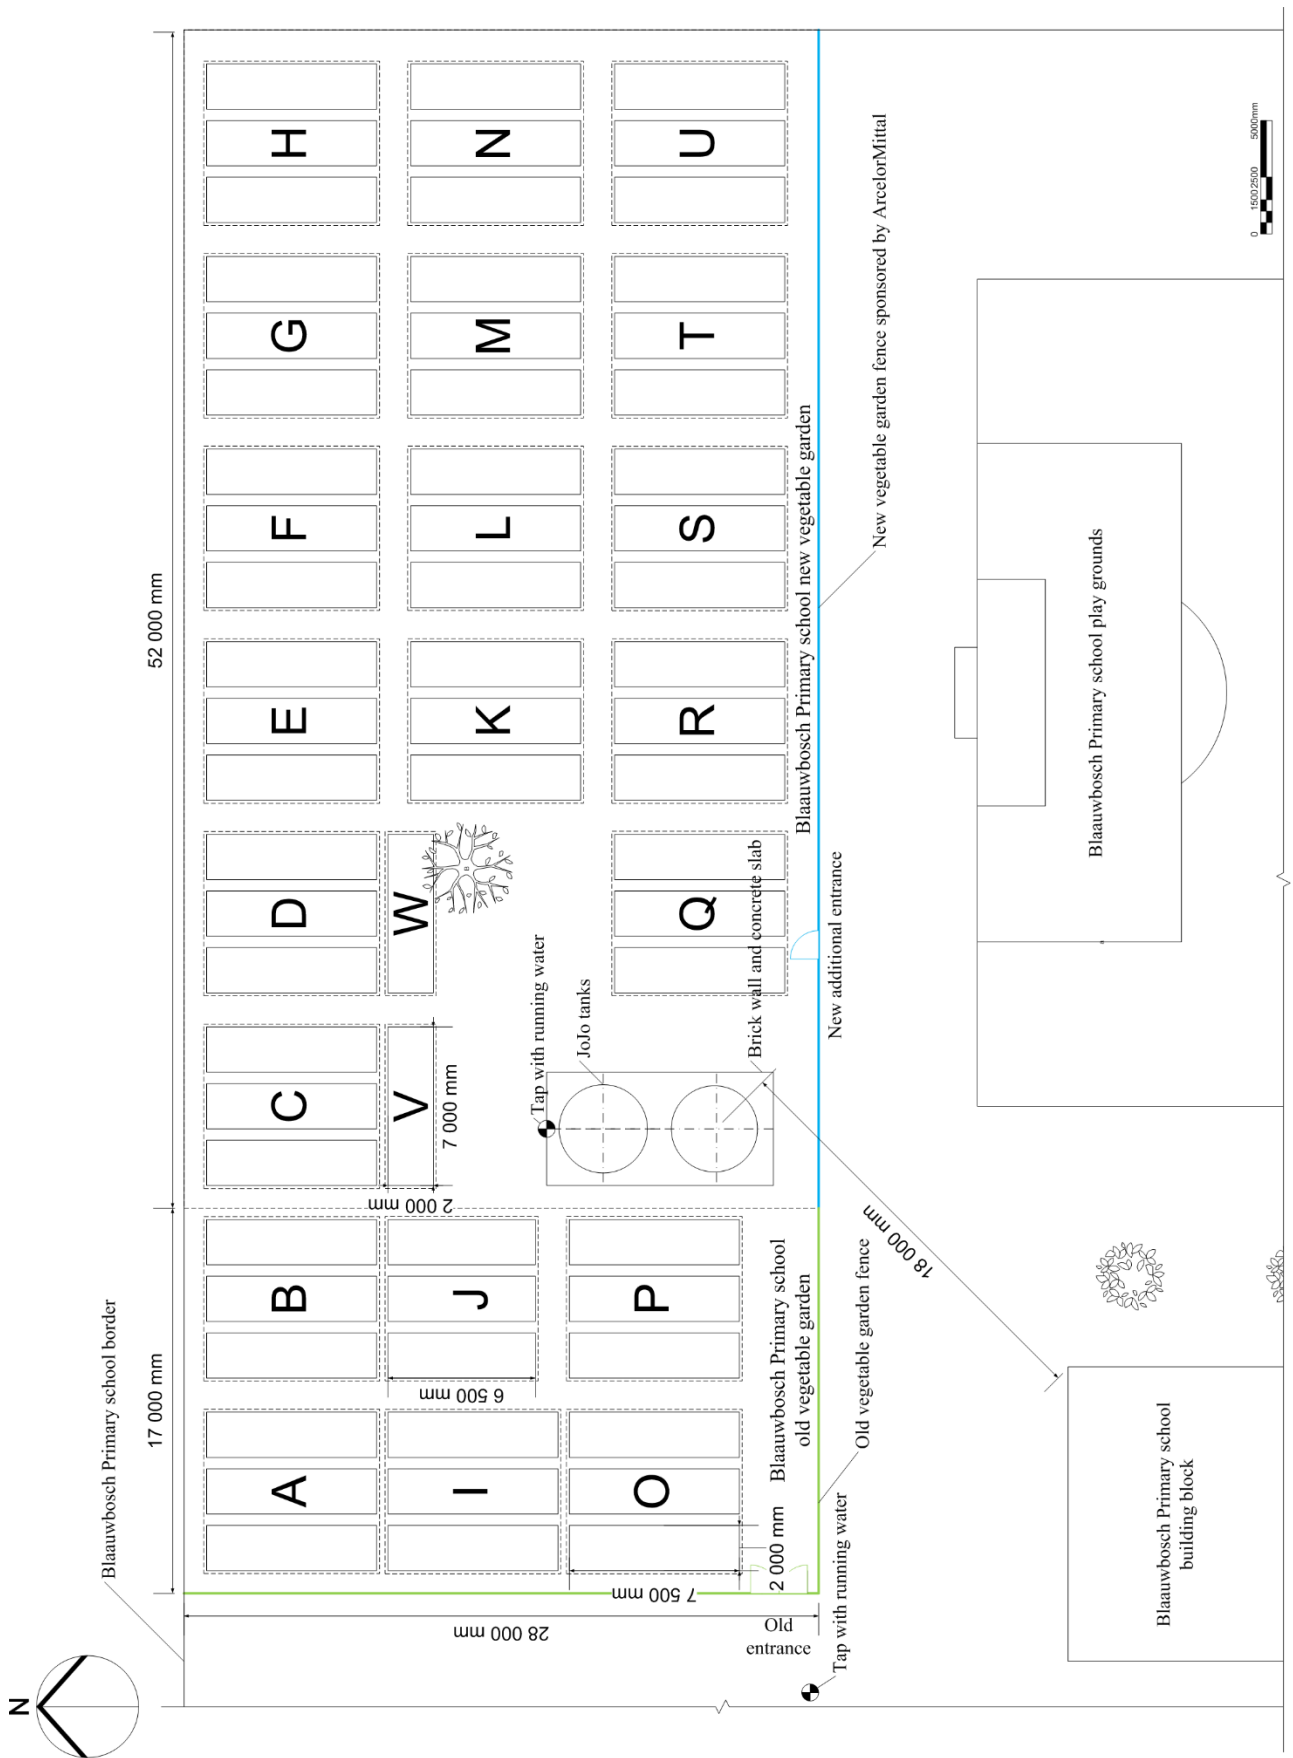 N
Blaauwbosch Primary school border
17 000 mm
52 000 mm
28 000 mm
A
B
C
D
E
F
G
H
I
J
K
L
M
N
O
P
Q
R
S
T
U
V
W
6 500 mm
2 000 mm
7 000 mm
7 500 mm
2 000 mm
Tap with running water
JoJo tanks
Brick wall and concrete slab
Blaauwbosch Primary school
old vegetable garden
Blaauwbosch Primary school new vegetable garden
Old
entrance
New additional entrance
Tap with running water
Old vegetable garden fence
New vegetable garden fence sponsored by ArcelorMittal
18 000 mm
Blaauwbosch Primary school
building block
Blaauwbosch Primary school play grounds
0 1500 2500 5000mm